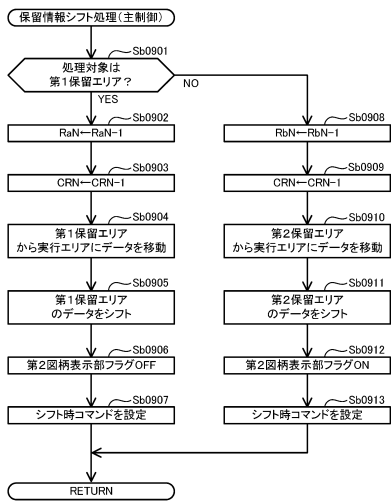 保留情報シフト処理(主制御)
Sb0901
処理対象は
第1保留エリア?
YES
NO
Sb0902
RaN←RaN-1
Sb0903
CRN←CRN-1
Sb0904
第1保留エリア
から実行エリアにデータを移動
Sb0905
第1保留エリア
のデータをシフト
Sb0906
第2図柄表示部フラグOFF
Sb0907
シフト時コマンドを設定
Sb0908
RbN←RbN-1
Sb0909
CRN←CRN-1
Sb0910
第2保留エリア
から実行エリアにデータを移動
Sb0911
第2保留エリア
のデータをシフト
Sb0912
第2図柄表示部フラグON
Sb0913
シフト時コマンドを設定
RETURN